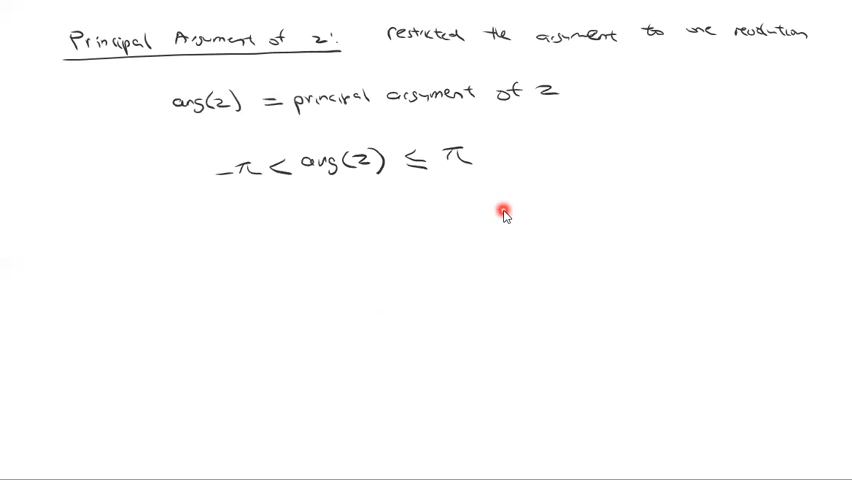 Principal Argument of z: restricted the argument to one revolution
arg(z) = principal argument of z
-π < arg(z) ≤ π